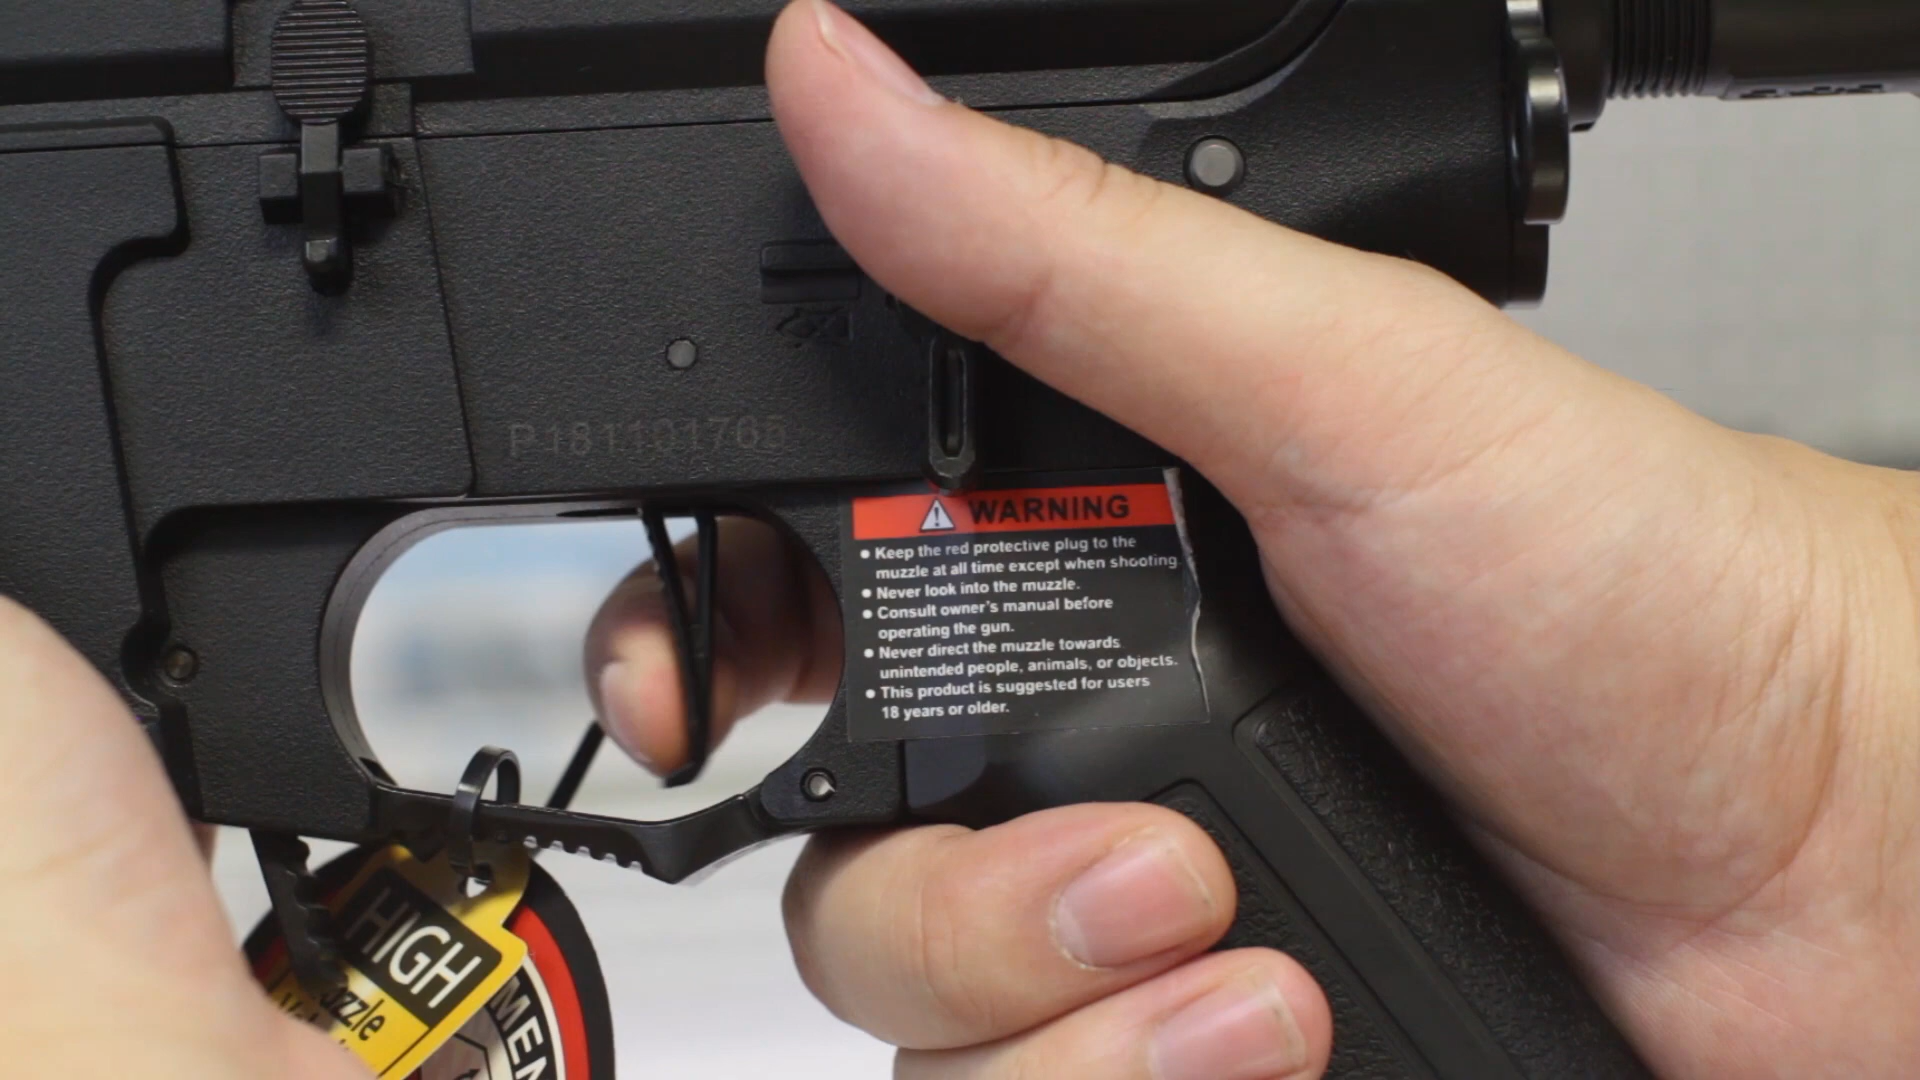 P181101765
WARNING
● Keep the red protective plug to the
muzzle at all time except when shooting.
● Never look into the muzzle.
● Consult owner's manual before
operating the gun.
● Never direct the muzzle towards
unintended people, animals, or objects.
● This product is suggested for users
18 years or older.
HIGH